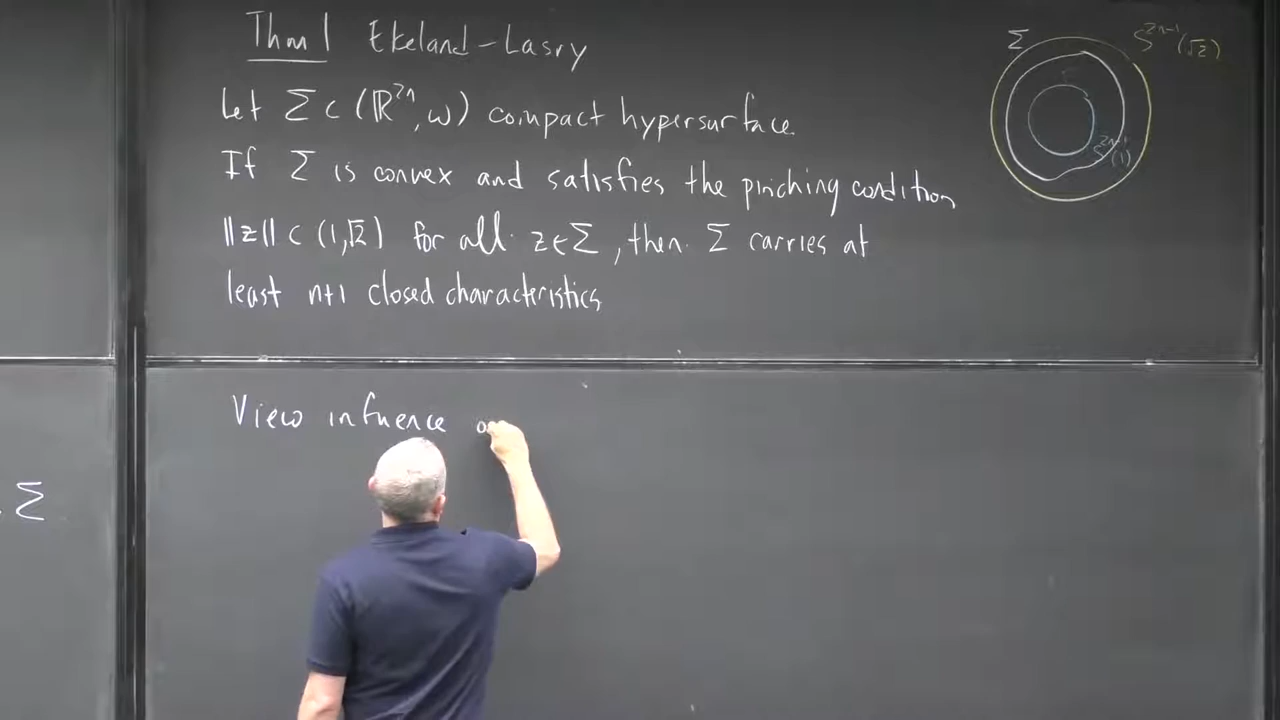 Thm 1 Ekeland-Lasry
Let Σ ⊂ (ℝ²ⁿ, ω) compact hypersurface.
If Σ is convex and satisfies the pinching condition
‖z‖ ⊂ (1, √2) for all z ∈ Σ, then Σ carries at
least n+1 closed characteristics
Σ
S²ⁿ⁻¹(√2)
S²ⁿ⁻¹(1)
View infuence
Σ